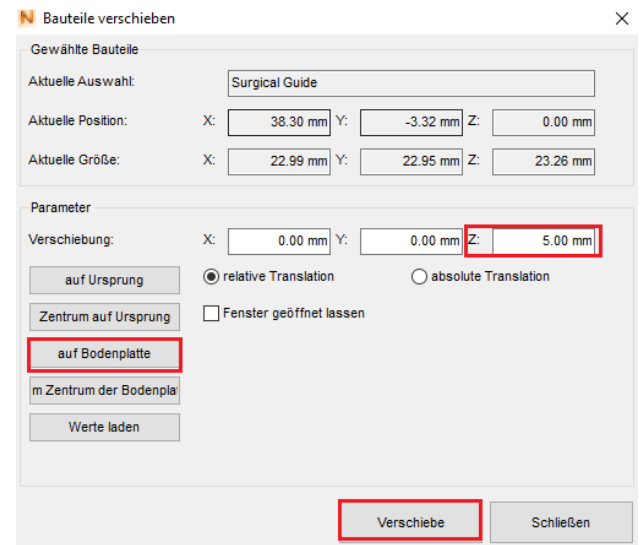 Bauteile verschieben
Gewählte Bauteile
Aktuelle Auswahl: Surgical Guide
Aktuelle Position: X: 38.30 mm Y: -3.32 mm Z: 0.00 mm
Aktuelle Größe: X: 22.99 mm Y: 22.95 mm Z: 23.26 mm
Parameter
Verschiebung: X: 0.00 mm Y: 0.00 mm Z: 5.00 mm
auf Ursprung relative Translation absolute Translation
Zentrum auf Ursprung Fenster geöffnet lassen
auf Bodenplatte
m Zentrum der Bodenpla
Werte laden
Verschiebe Schließen